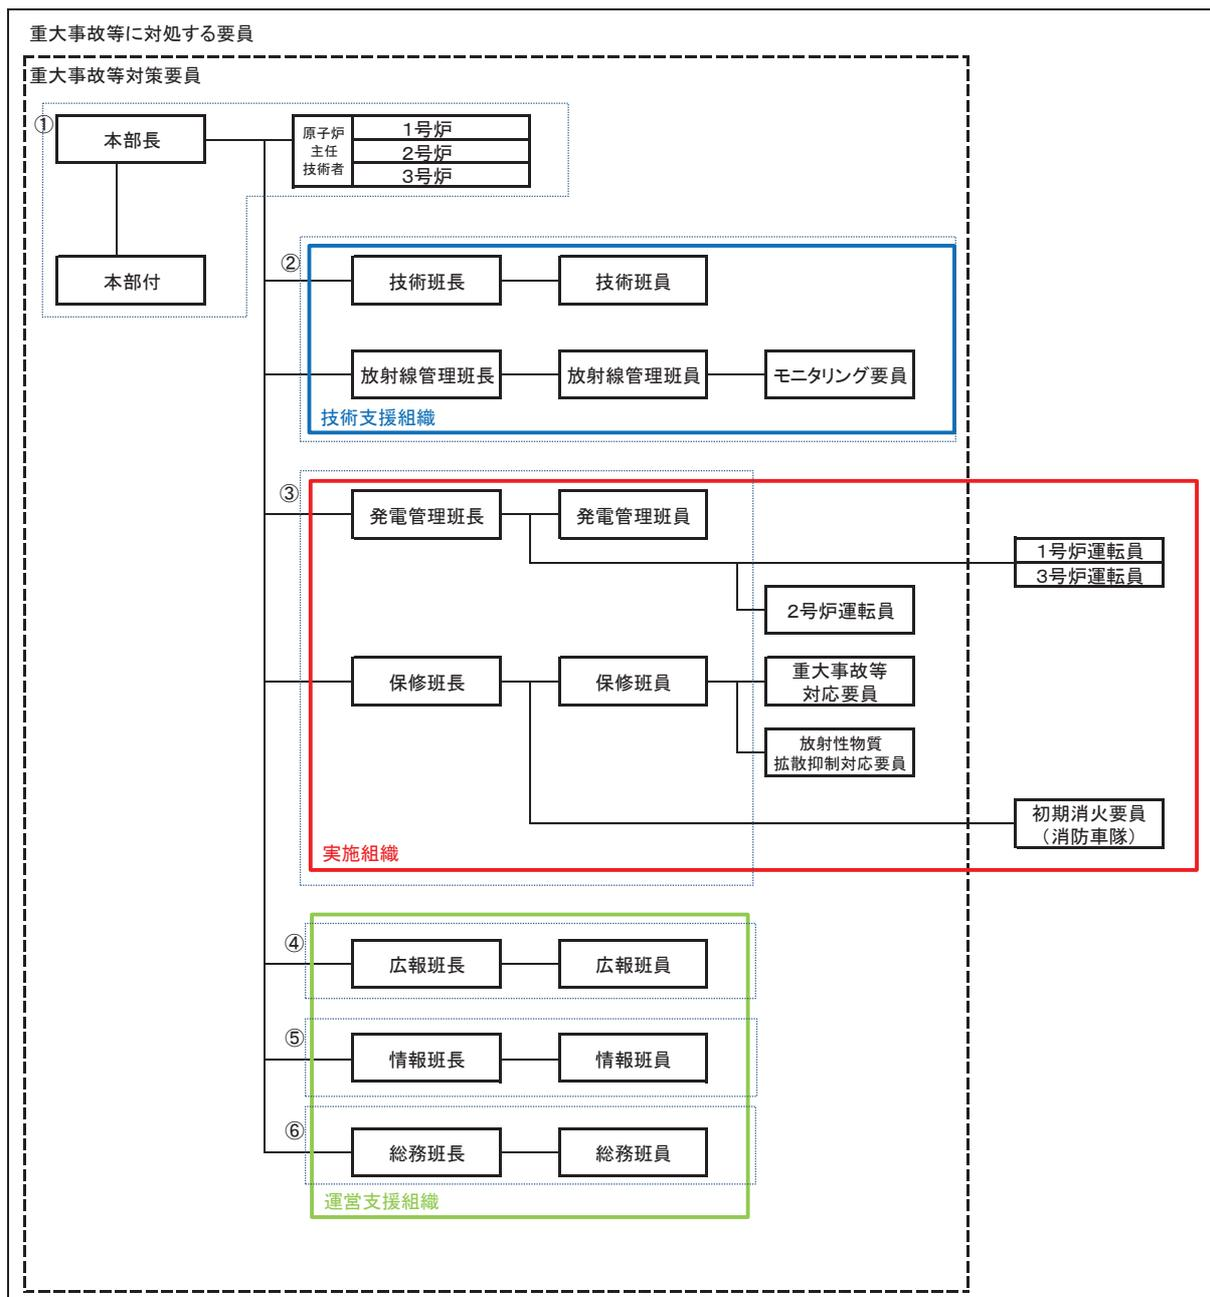 重大事故等に対処する要員
重大事故等対策要員
①
本部長
原子炉
主任
技術者
1号炉
2号炉
3号炉
本部付
②
技術班長
技術班員
放射線管理班長
放射線管理班員
モニタリング要員
技術支援組織
③
発電管理班長
発電管理班員
1号炉運転員
3号炉運転員
2号炉運転員
保修班長
保修班員
重大事故等
対応要員
放射性物質
拡散抑制対応要員
初期消火要員
（消防車隊）
実施組織
④
広報班長
広報班員
⑤
情報班長
情報班員
⑥
総務班長
総務班員
運営支援組織